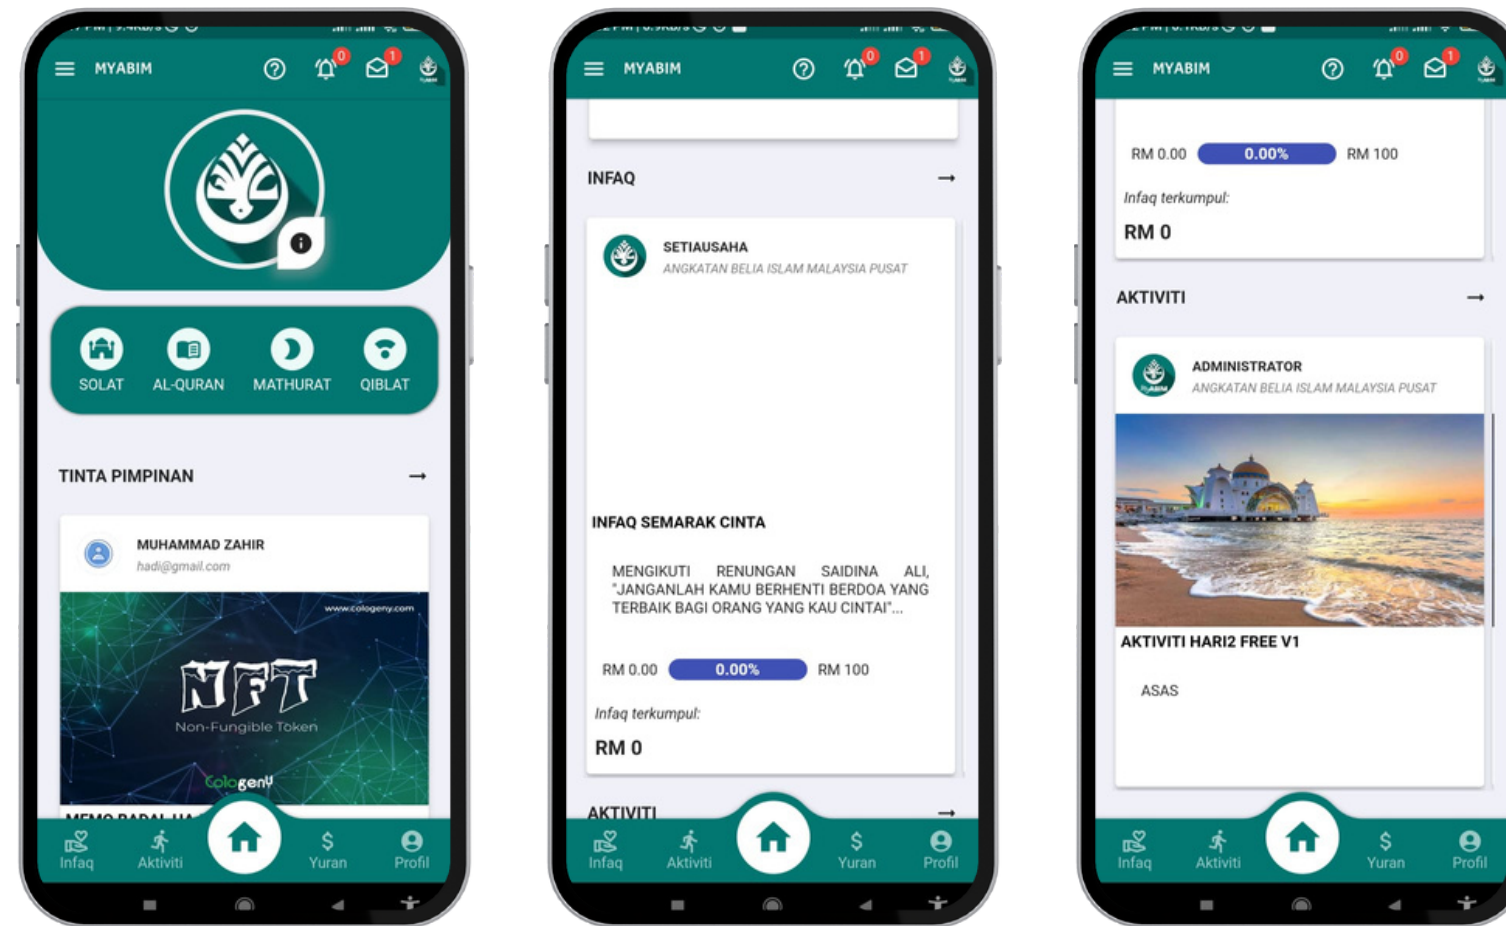 MYABIM
0
1
SOLAT
AL-QURAN
MATHURAT
QIBLAT
TINTA PIMPINAN
MUHAMMAD ZAHIR
hadi@gmail.com
www.cologeny.com
NFT
Non-Fungible Token
Cologeny
Infaq
Aktiviti
Yuran
Profil
MYABIM
0
1
INFAQ
SETIAUSAHA
ANGKATAN BELIA ISLAM MALAYSIA PUSAT
INFAQ SEMARAK CINTA
MENGIKUTI RENUNGAN SAIDINA ALI,
"JANGANLAH KAMU BERHENTI BERDOA YANG
TERBAIK BAGI ORANG YANG KAU CINTAI"...
RM 0.00 0.00% RM 100
Infaq terkumpul:
RM 0
AKTIVITI
Infaq
Aktiviti
Yuran
Profil
MYABIM
0
1
RM 0.00 0.00% RM 100
Infaq terkumpul:
RM 0
AKTIVITI
ADMINISTRATOR
ANGKATAN BELIA ISLAM MALAYSIA PUSAT
AKTIVITI HARI2 FREE V1
ASAS
Infaq
Aktiviti
Yuran
Profil